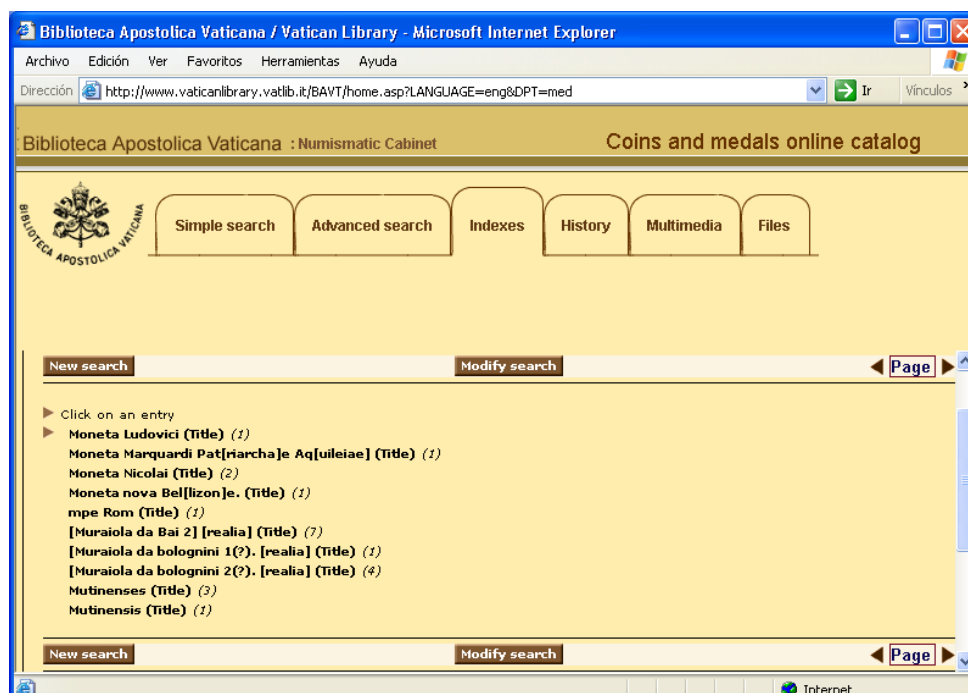 Biblioteca Apostolica Vaticana / Vatican Library - Microsoft Internet Explorer
Archivo Edición Ver Favoritos Herramientas Ayuda
Dirección http://www.vaticanlibrary.vatlib.it/BAVT/home.asp?LANGUAGE=eng&DPT=med Ir Vínculos
Biblioteca Apostolica Vaticana : Numismatic Cabinet Coins and medals online catalog
BIBLIOTECA APOSTOLICA VATICANA
Simple search Advanced search Indexes History Multimedia Files
New search Modify search Page
Click on an entry
Moneta Ludovici (Title) (1)
Moneta Marquardi Pat[riarcha]e Aq[uileiae] (Title) (1)
Moneta Nicolai (Title) (2)
Moneta nova Bel[lizon]e. (Title) (1)
mpe Rom (Title) (1)
[Muraiola da Bai 2] [realia] (Title) (7)
[Muraiola da bolognini 1(?). [realia] (Title) (1)
[Muraiola da bolognini 2(?). [realia] (Title) (4)
Mutinenses (Title) (3)
Mutinensis (Title) (1)
New search Modify search Page
Internet